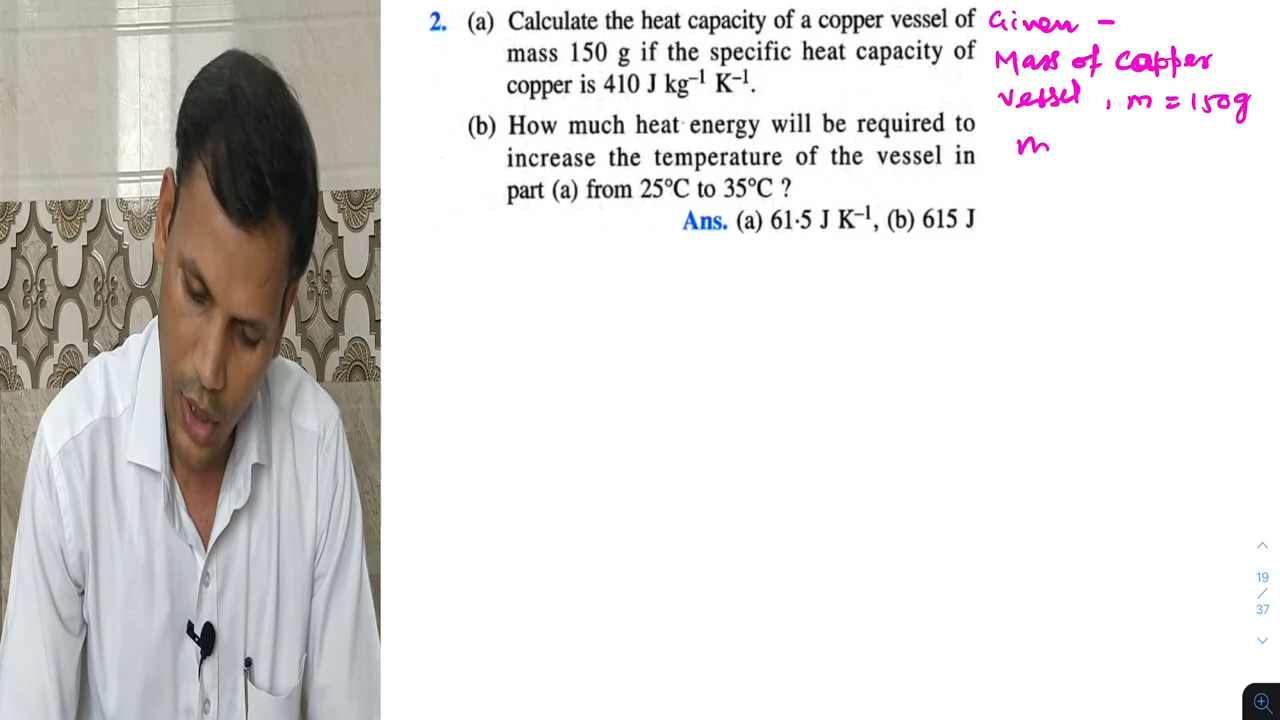 2. (a) Calculate the heat capacity of a copper vessel of
mass 150 g if the specific heat capacity of
copper is 410 J kg⁻¹ K⁻¹.
(b) How much heat energy will be required to
increase the temperature of the vessel in
part (a) from 25°C to 35°C ?
Ans. (a) 61·5 J K⁻¹, (b) 615 J
Given -
Mass of copper
vessel, m = 150g
m
19
/
37